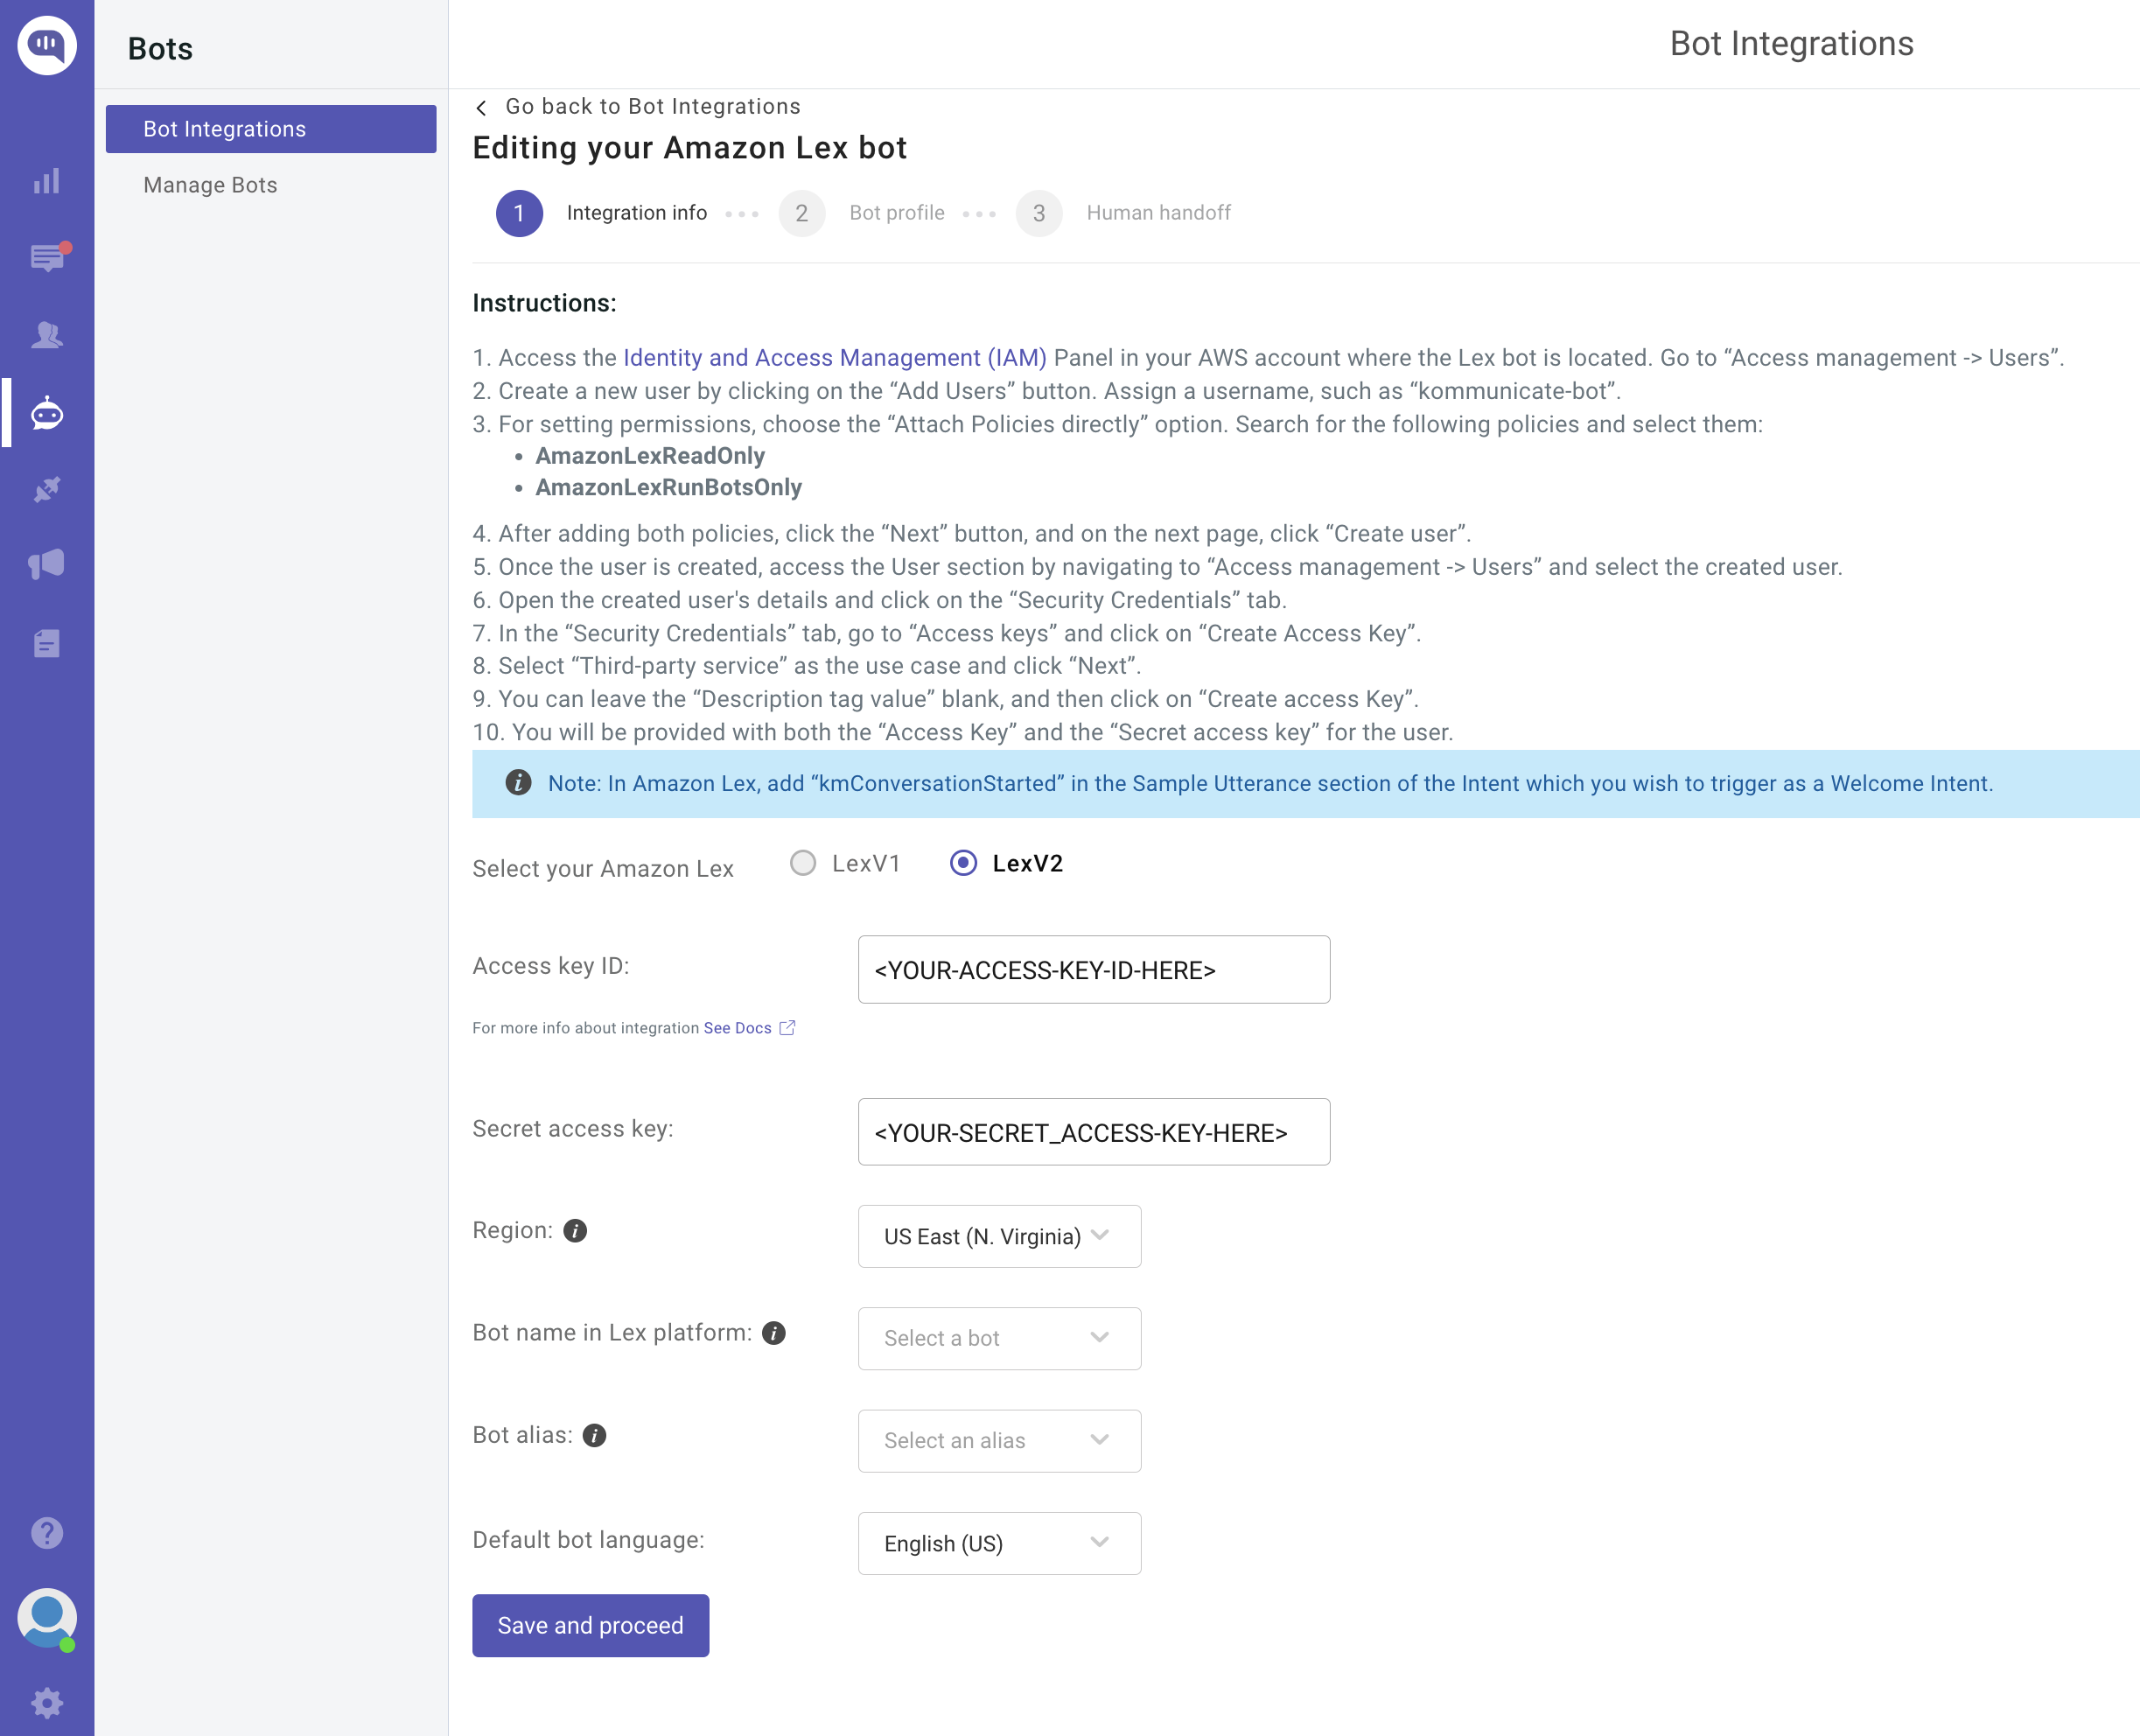 Bots
Bot Integrations
Bot Integrations
Manage Bots
Go back to Bot Integrations
Editing your Amazon Lex bot
1 Integration info 2 Bot profile 3 Human handoff
Instructions:
1. Access the Identity and Access Management (IAM) Panel in your AWS account where the Lex bot is located. Go to “Access management -> Users”.
2. Create a new user by clicking on the “Add Users” button. Assign a username, such as “kommunicate-bot”.
3. For setting permissions, choose the “Attach Policies directly” option. Search for the following policies and select them:
• AmazonLexReadOnly
• AmazonLexRunBotsOnly
4. After adding both policies, click the “Next” button, and on the next page, click “Create user”.
5. Once the user is created, access the User section by navigating to “Access management -> Users” and select the created user.
6. Open the created user's details and click on the “Security Credentials” tab.
7. In the “Security Credentials” tab, go to “Access keys” and click on “Create Access Key”.
8. Select “Third-party service” as the use case and click “Next”.
9. You can leave the “Description tag value” blank, and then click on “Create access Key”.
10. You will be provided with both the “Access Key” and the “Secret access key” for the user.
Note: In Amazon Lex, add “kmConversationStarted” in the Sample Utterance section of the Intent which you wish to trigger as a Welcome Intent.
Select your Amazon Lex LexV1 LexV2
Access key ID: <YOUR-ACCESS-KEY-ID-HERE>
For more info about integration See Docs
Secret access key: <YOUR-SECRET_ACCESS-KEY-HERE>
Region: US East (N. Virginia)
Bot name in Lex platform: Select a bot
Bot alias: Select an alias
Default bot language: English (US)
Save and proceed